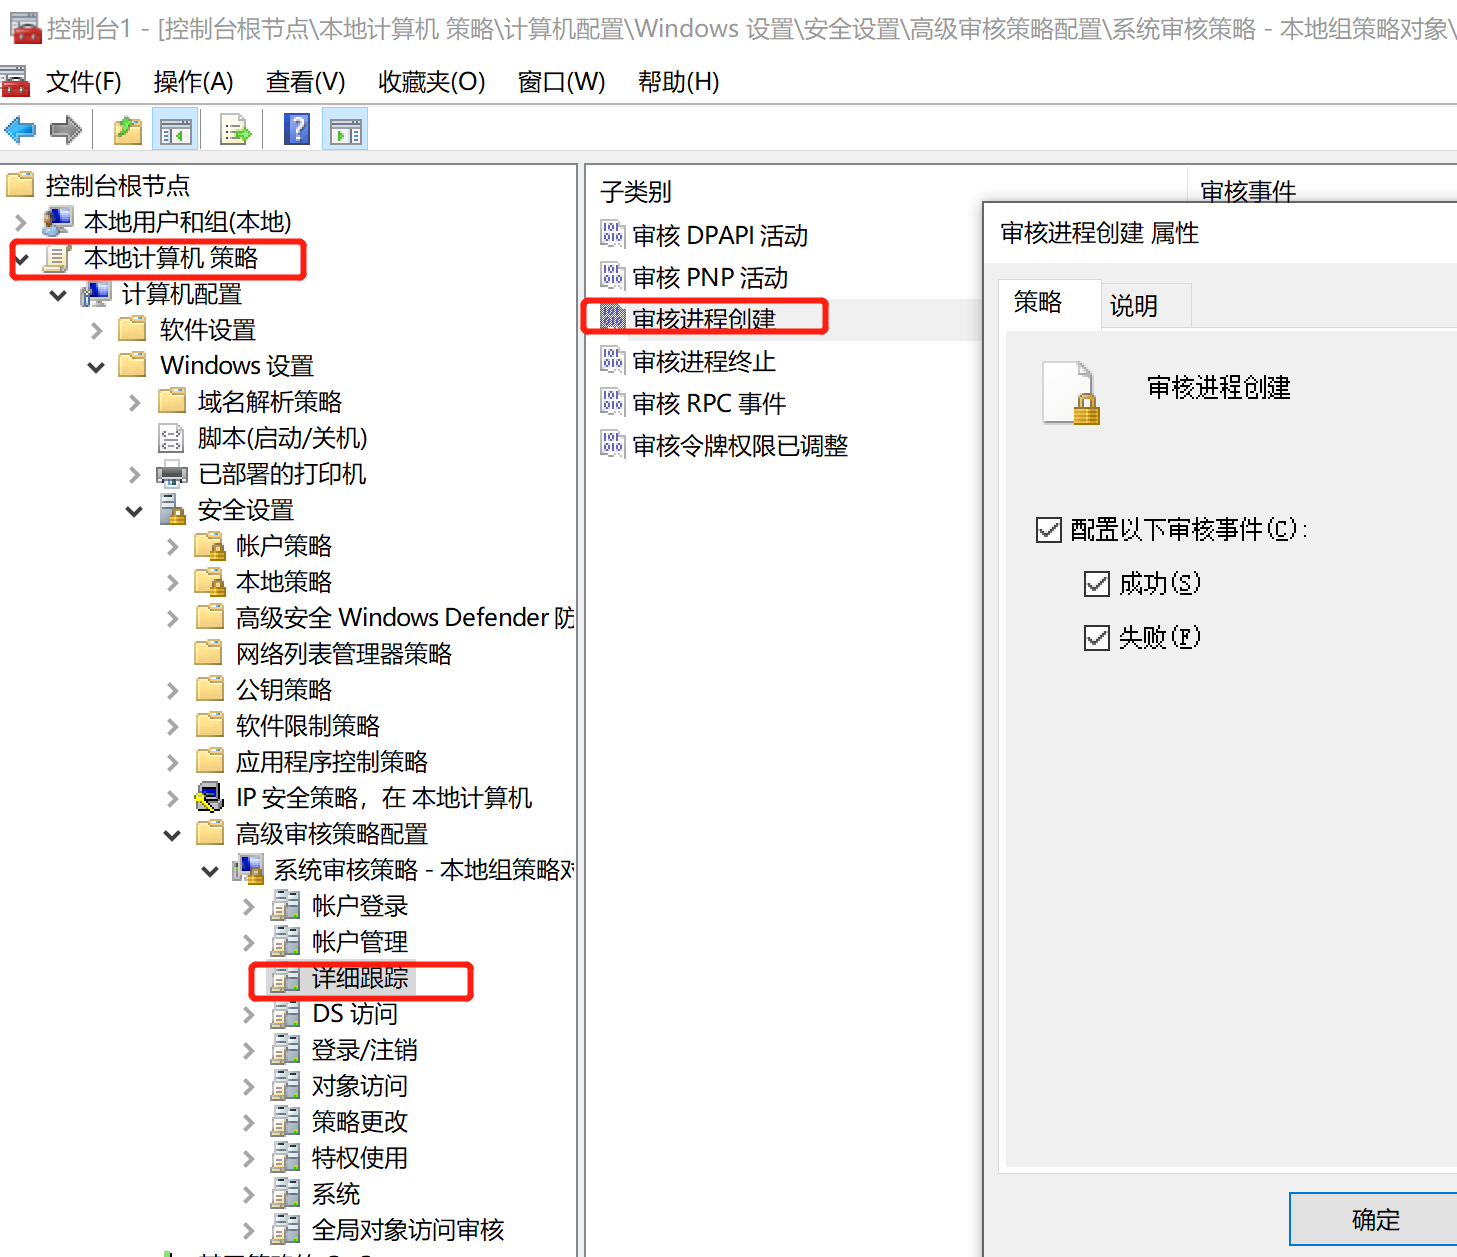 控制台1 - [控制台根节点\本地计算机 策略\计算机配置\Windows 设置\安全设置\高级审核策略配置\系统审核策略 - 本地组策略对象\
文件(F) 操作(A) 查看(V) 收藏夹(O) 窗口(W) 帮助(H)
控制台根节点
本地用户和组(本地)
本地计算机 策略
计算机配置
软件设置
Windows 设置
域名解析策略
脚本(启动/关机)
已部署的打印机
安全设置
帐户策略
本地策略
高级安全 Windows Defender 防
网络列表管理器策略
公钥策略
软件限制策略
应用程序控制策略
IP 安全策略，在 本地计算机
高级审核策略配置
系统审核策略 - 本地组策略对
帐户登录
帐户管理
详细跟踪
DS 访问
登录/注销
对象访问
策略更改
特权使用
系统
全局对象访问审核
子类别 审核事件
审核 DPAPI 活动
审核 PNP 活动
审核进程创建
审核进程终止
审核 RPC 事件
审核令牌权限已调整
审核进程创建 属性
策略 说明
审核进程创建
配置以下审核事件(C):
成功(S)
失败(F)
确定